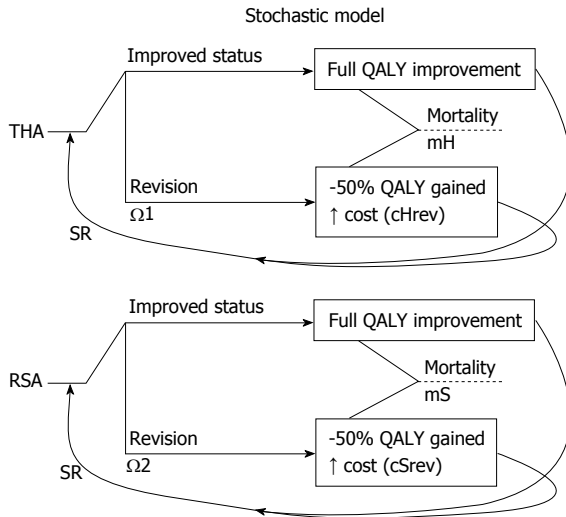 Stochastic model
Improved status
Full QALY improvement
THA
Mortality
mH
Revision
Ω1
-50% QALY gained
↑ cost (cHrev)
SR
Improved status
Full QALY improvement
RSA
Mortality
mS
Revision
Ω2
-50% QALY gained
↑ cost (cSrev)
SR